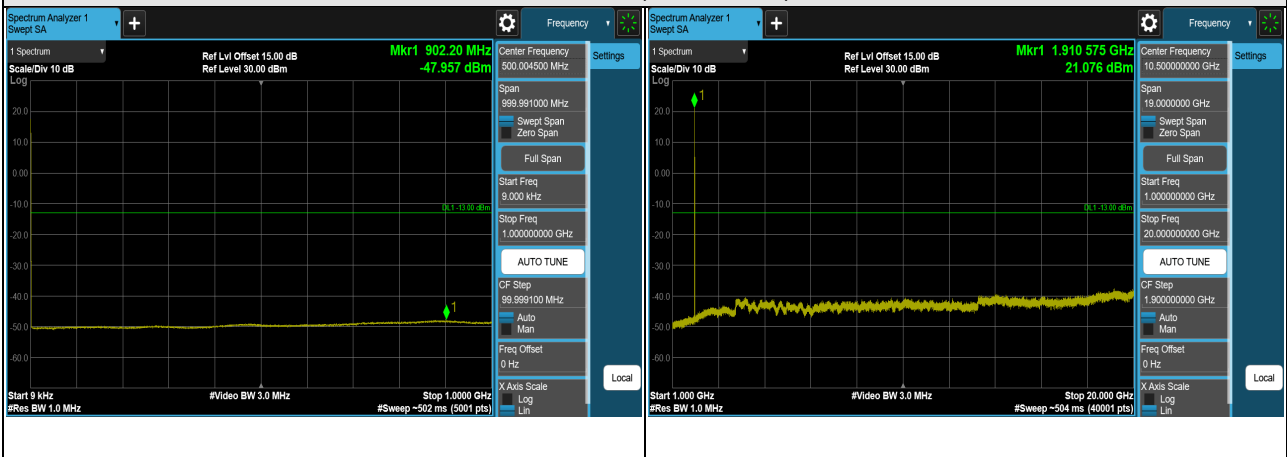 Spectrum Analyzer 1
Swept SA
+
Frequency
1 Spectrum
Scale/Div 10 dB
Ref Lvl Offset 15.00 dB
Ref Level 30.00 dBm
Mkr1 902.20 MHz
-47.957 dBm
Log
20.0
10.0
0.00
-10.0
-20.0
-30.0
-40.0
-50.0
-60.0
DL1 -13.00 dBm
1
Start 9 kHz
#Res BW 1.0 MHz
#Video BW 3.0 MHz
Stop 1.0000 GHz
#Sweep ~502 ms (5001 pts)
Center Frequency
500.004500 MHz
Span
999.991000 MHz
Swept Span
Zero Span
Full Span
Start Freq
9.000 kHz
Stop Freq
1.000000000 GHz
AUTO TUNE
CF Step
99.999100 MHz
Auto
Man
Freq Offset
0 Hz
X Axis Scale
Log
Lin
Settings
Local
Spectrum Analyzer 1
Swept SA
+
Frequency
1 Spectrum
Scale/Div 10 dB
Ref Lvl Offset 15.00 dB
Ref Level 30.00 dBm
Mkr1 1.910 575 GHz
21.076 dBm
Log
20.0
10.0
0.00
-10.0
-20.0
-30.0
-40.0
-50.0
-60.0
DL1 -13.00 dBm
1
Start 1.000 GHz
#Res BW 1.0 MHz
#Video BW 3.0 MHz
Stop 20.000 GHz
#Sweep ~504 ms (40001 pts)
Center Frequency
10.500000000 GHz
Span
19.0000000 GHz
Swept Span
Zero Span
Full Span
Start Freq
1.000000000 GHz
Stop Freq
20.000000000 GHz
AUTO TUNE
CF Step
1.900000000 GHz
Auto
Man
Freq Offset
0 Hz
X Axis Scale
Log
Lin
Settings
Local